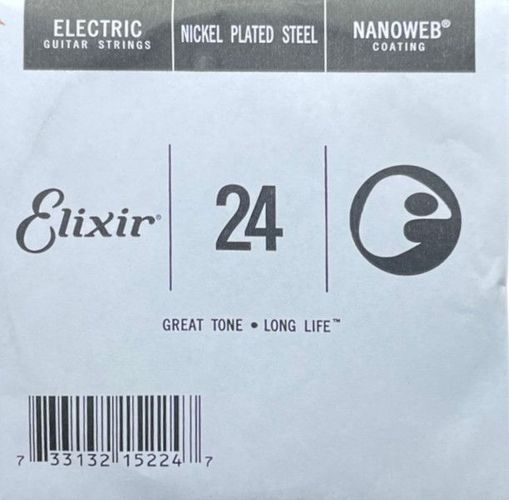 ELECTRIC
GUITAR STRINGS
NICKEL PLATED STEEL
NANOWEB®
COATING
Elixir®
24
GREAT TONE • LONG LIFE™
7 33132 15224 7